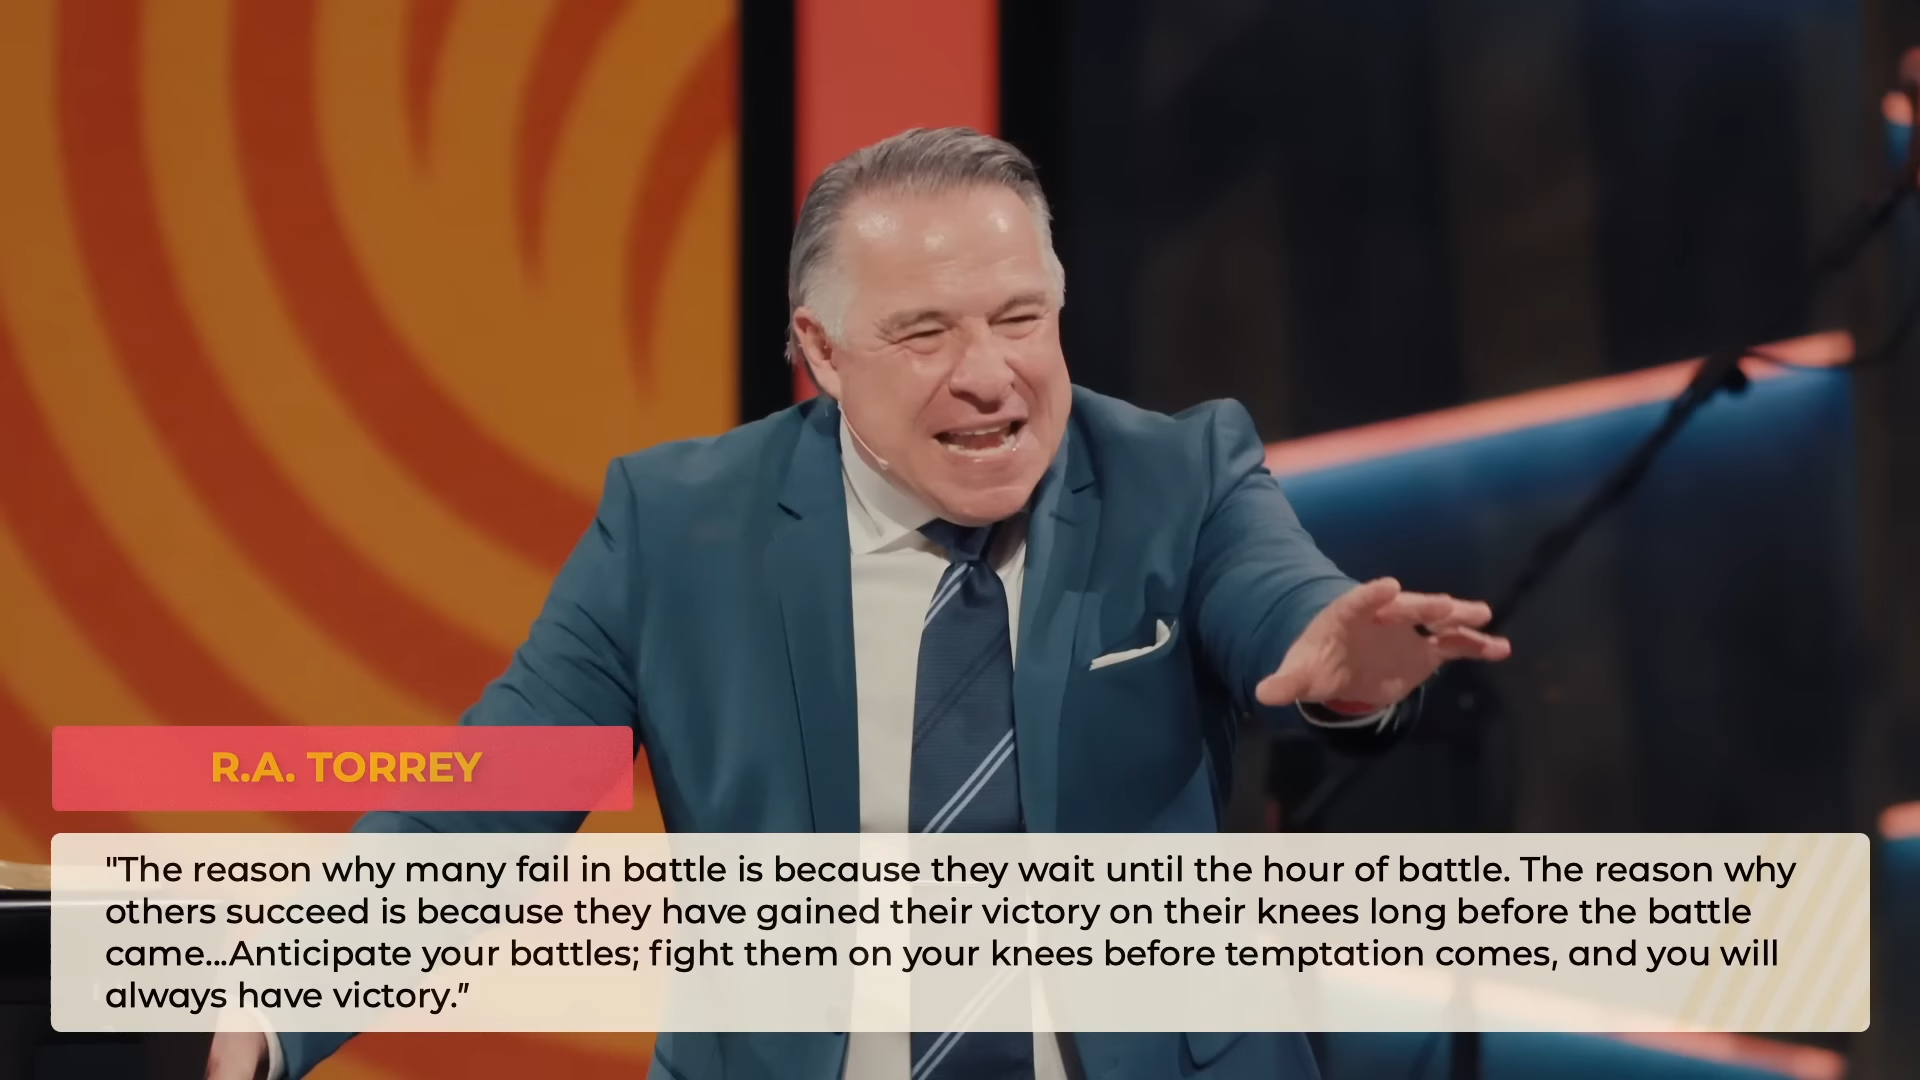 R.A. TORREY
"The reason why many fail in battle is because they wait until the hour of battle. The reason why
others succeed is because they have gained their victory on their knees long before the battle
came...Anticipate your battles; fight them on your knees before temptation comes, and you will
always have victory.”